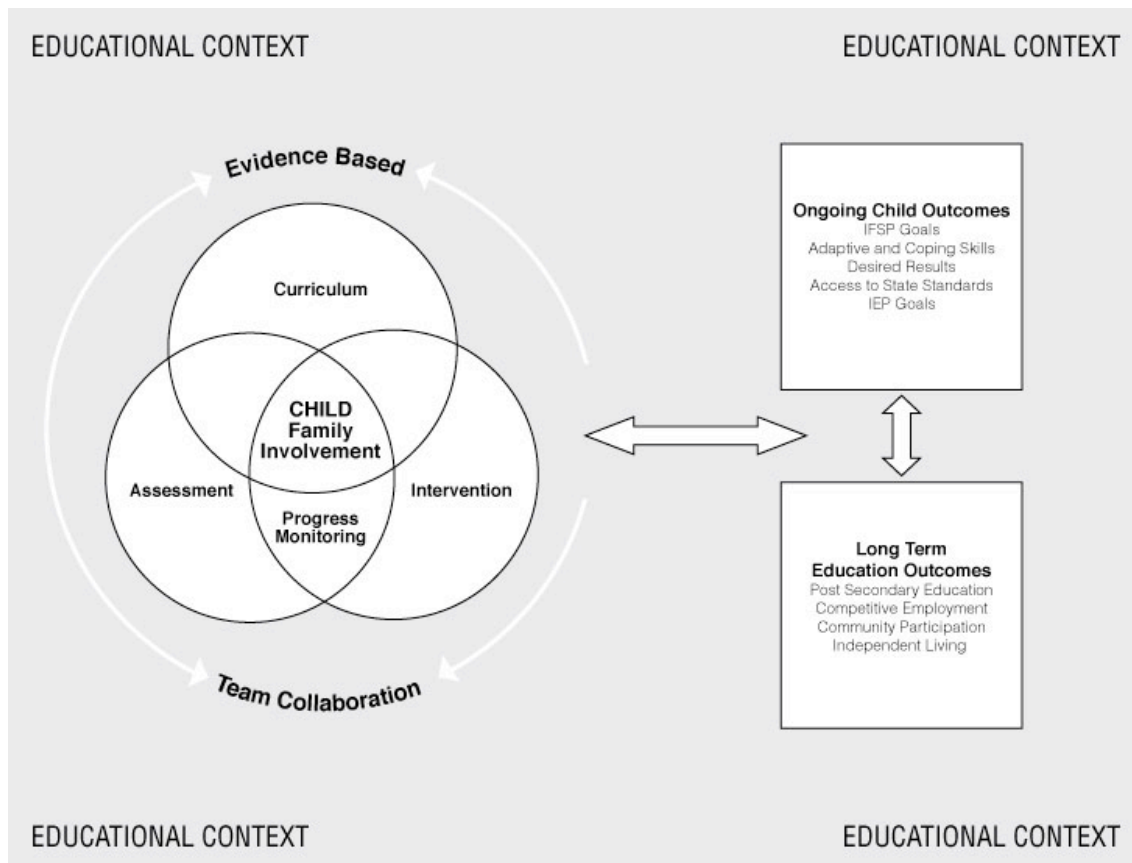 EDUCATIONAL CONTEXT
EDUCATIONAL CONTEXT
Evidence Based
Curriculum
CHILD
Family
Involvement
Assessment
Intervention
Progress
Monitoring
Team Collaboration
Ongoing Child Outcomes
IFSP Goals
Adaptive and Coping Skills
Desired Results
Access to State Standards
IEP Goals
Long Term
Education Outcomes
Post Secondary Education
Competitive Employment
Community Participation
Independent Living
EDUCATIONAL CONTEXT
EDUCATIONAL CONTEXT